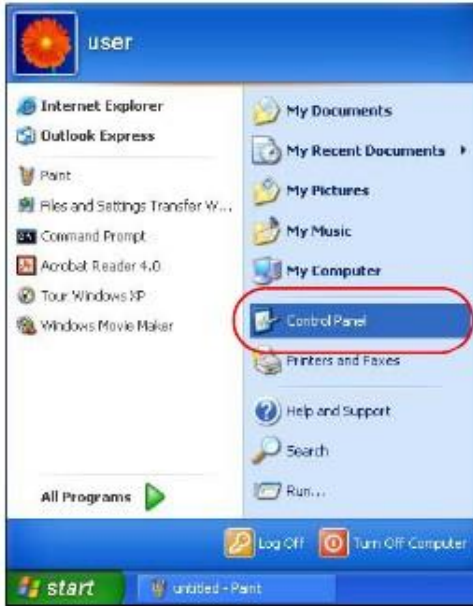 user
Internet Explorer
Outlook Express
Paint
Files and Settings Transfer W...
Command Prompt
Acrobat Reader 4.0
Tour Windows XP
Windows Movie Maker
All Programs
My Documents
My Recent Documents
My Pictures
My Music
My Computer
Control Panel
Printers and Faxes
Help and Support
Search
Run...
Log Off
Turn Off Computer
start
untitled - Paint